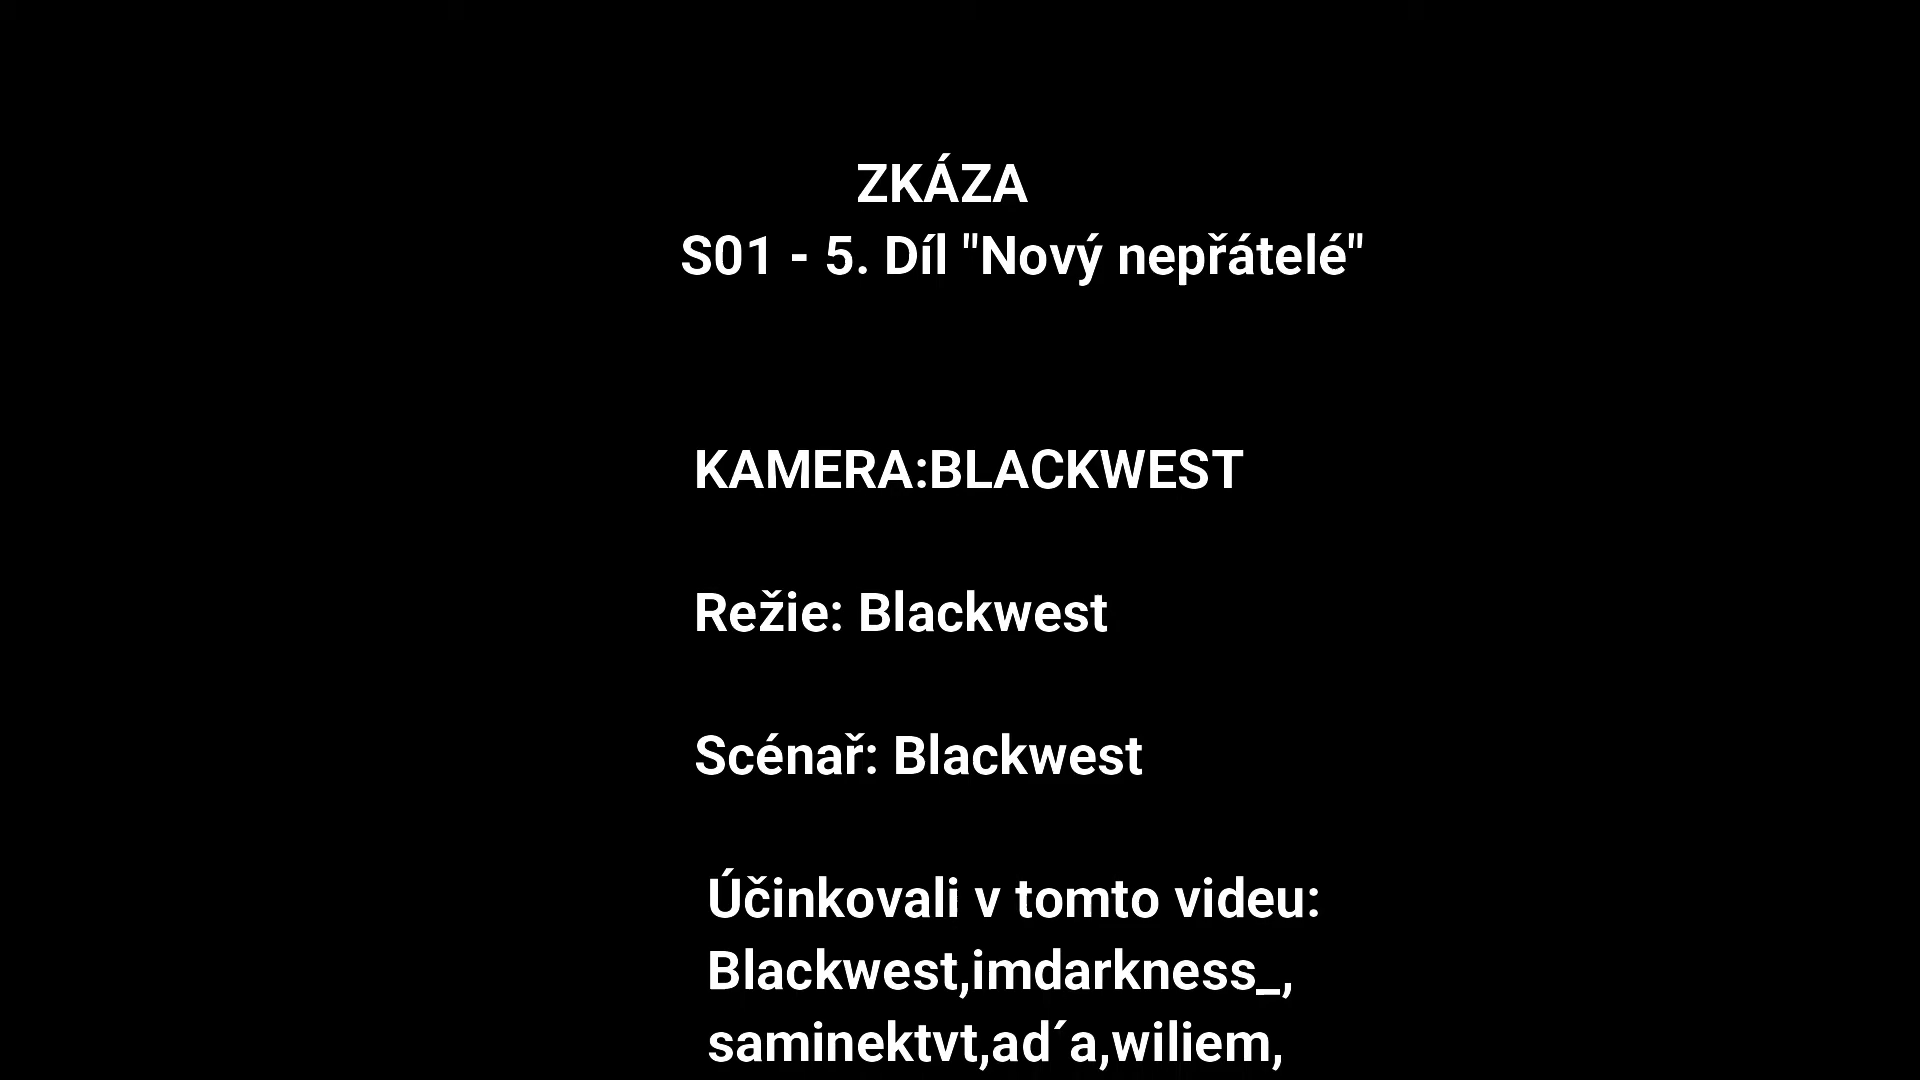 ZKÁZA
S01 - 5. Díl "Nový nepřátelé"
KAMERA:BLACKWEST
Režie: Blackwest
Scénař: Blackwest
Účinkovali v tomto videu:
Blackwest,imdarkness_,
saminektvt,ad´a,wiliem,